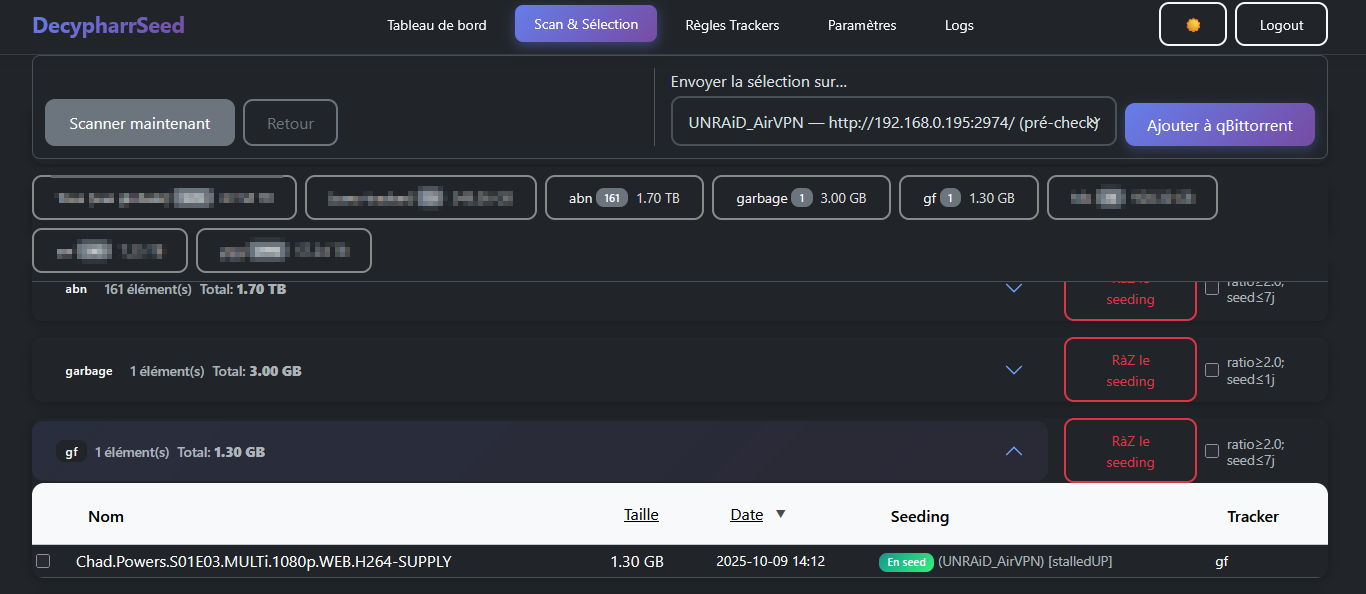 DecypharrSeed
Tableau de bord
Scan & Sélection
Règles Trackers
Paramètres
Logs
Logout
Envoyer la sélection sur...
Scanner maintenant
Retour
UNRAiD_AirVPN — http://192.168.0.195:2974/ (pré-check)
Ajouter à qBittorrent
abn 161 1.70 TB
garbage 1 3.00 GB
gf 1 1.30 GB
abn 161 élément(s) Total: 1.70 TB
RàZ le
seeding
ratio≥2.0;
seed≤7j
garbage 1 élément(s) Total: 3.00 GB
RàZ le
seeding
ratio≥2.0;
seed≤1j
gf 1 élément(s) Total: 1.30 GB
RàZ le
seeding
ratio≥2.0;
seed≤7j
Nom Taille Date ▼ Seeding Tracker
Chad.Powers.S01E03.MULTi.1080p.WEB.H264-SUPPLY 1.30 GB 2025-10-09 14:12 En seed (UNRAiD_AirVPN) [stalledUP] gf